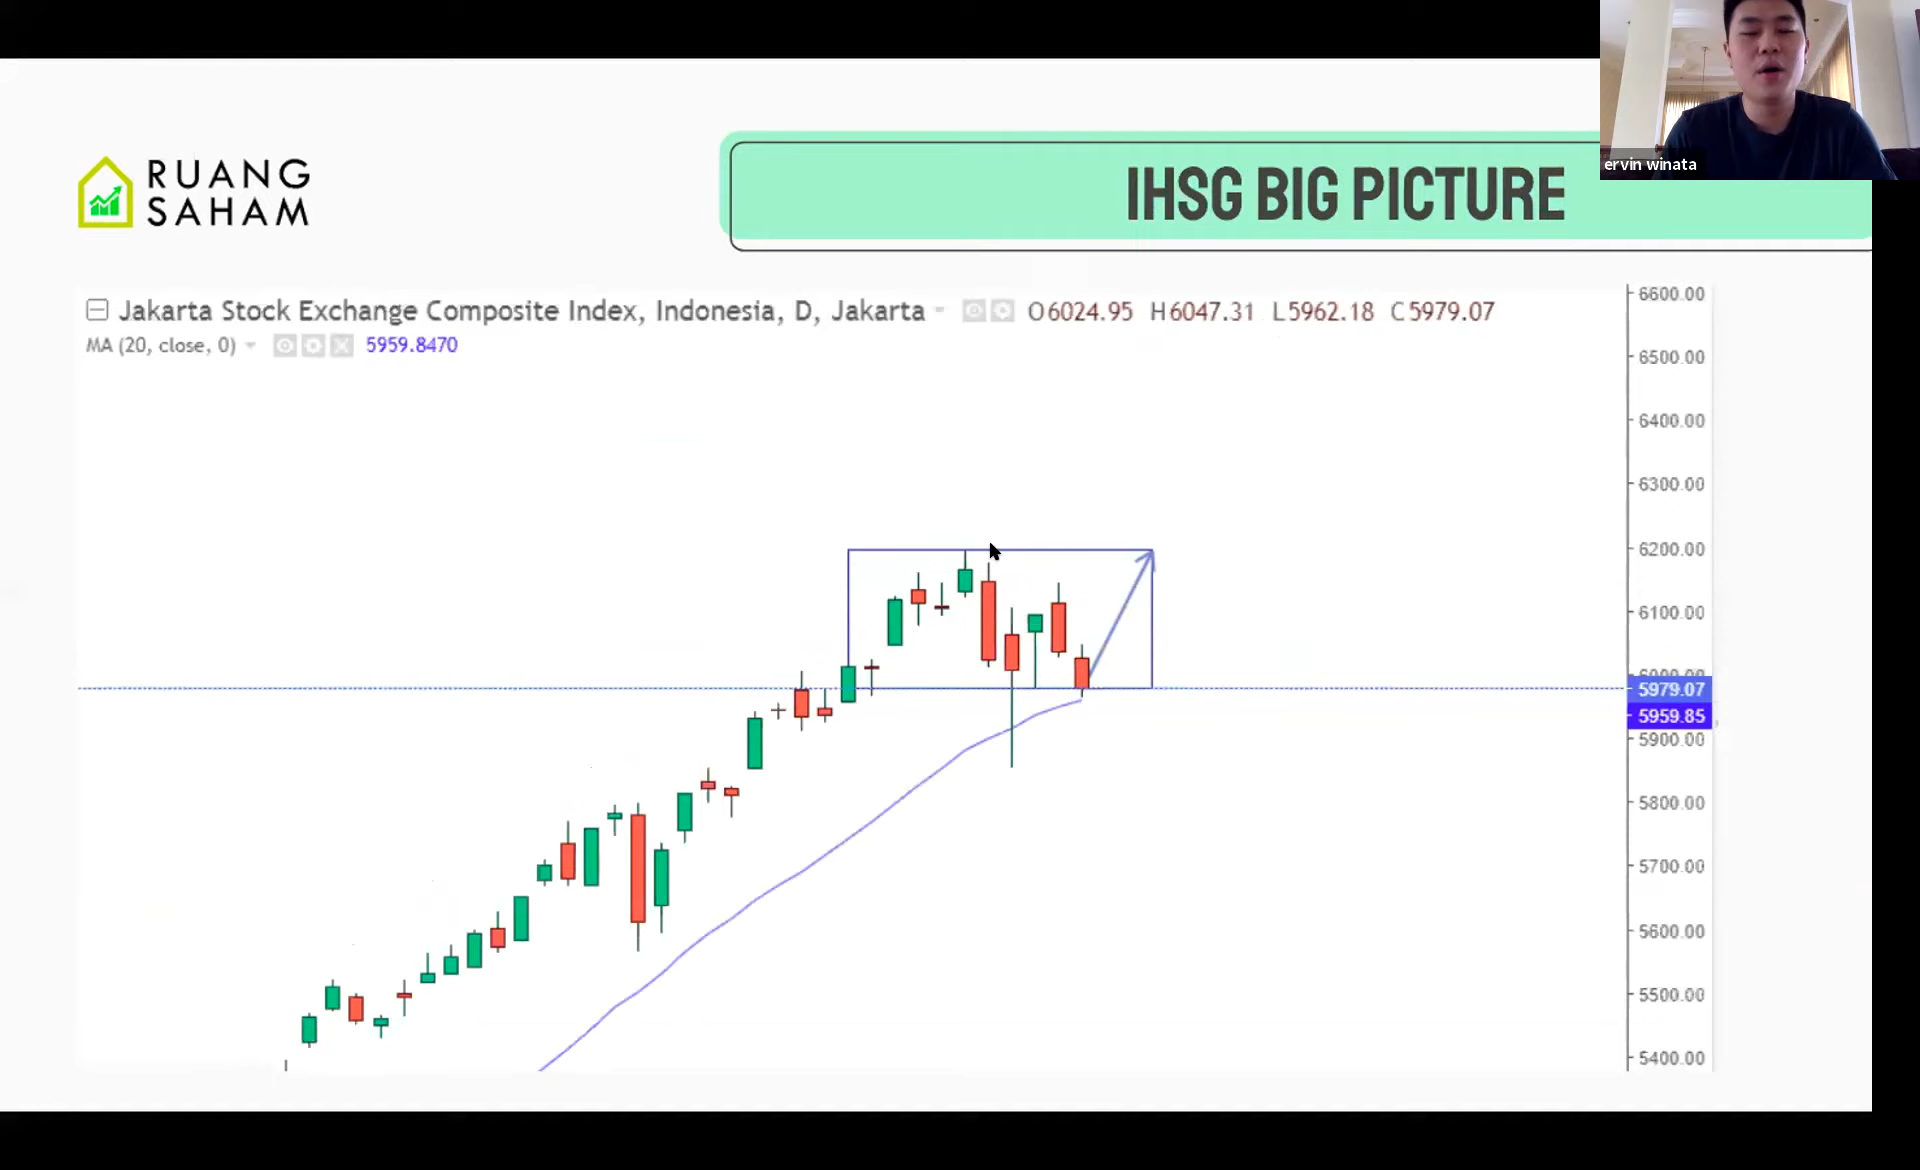 ervin winata
RUANG
SAHAM
IHSG BIG PICTURE
Jakarta Stock Exchange Composite Index, Indonesia, D, Jakarta O6024.95 H6047.31 L5962.18 C5979.07
MA (20, close, 0) 5959.8470
6600.00
6500.00
6400.00
6300.00
6200.00
6100.00
5979.07
5959.85
5900.00
5800.00
5700.00
5600.00
5500.00
5400.00